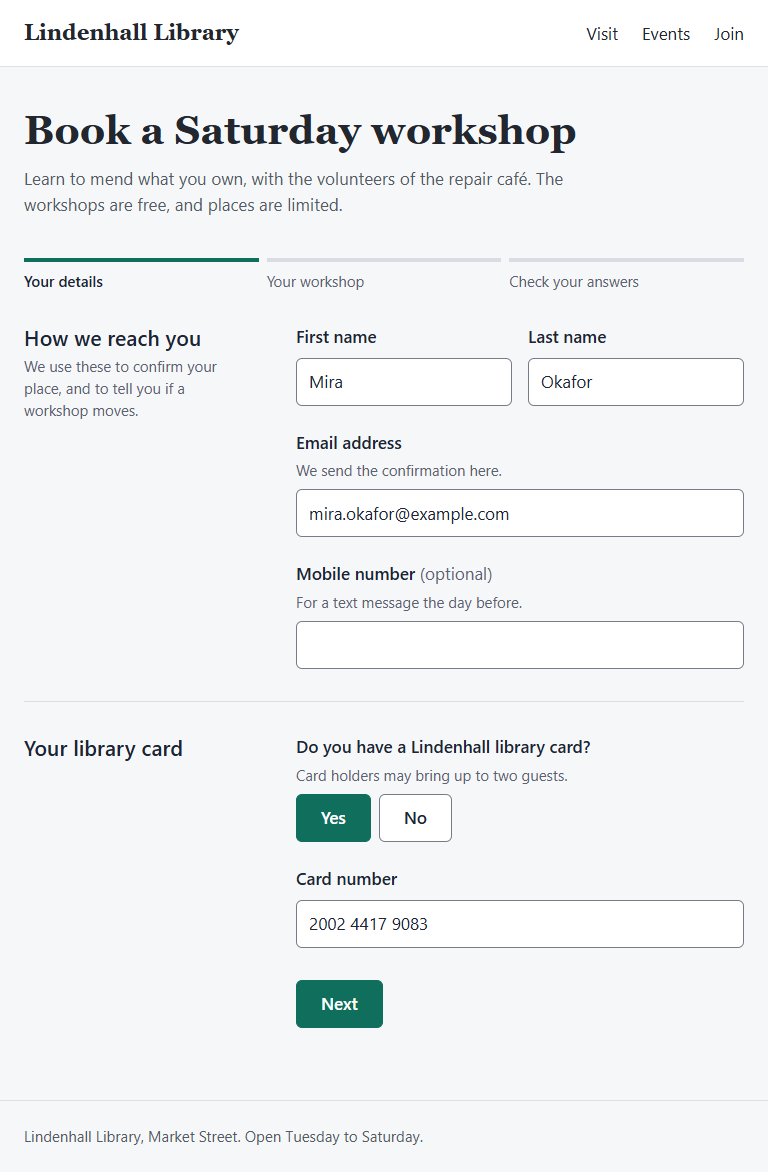 Lindenhall Library
Visit Events Join
Book a Saturday workshop
Learn to mend what you own, with the volunteers of the repair café. The
workshops are free, and places are limited.
Your details
Your workshop
Check your answers
How we reach you
We use these to confirm your
place, and to tell you if a
workshop moves.
First name
Last name
Mira
Okafor
Email address
We send the confirmation here.
mira.okafor@example.com
Mobile number (optional)
For a text message the day before.
Your library card
Do you have a Lindenhall library card?
Card holders may bring up to two guests.
Yes
No
Card number
2002 4417 9083
Next
Lindenhall Library, Market Street. Open Tuesday to Saturday.